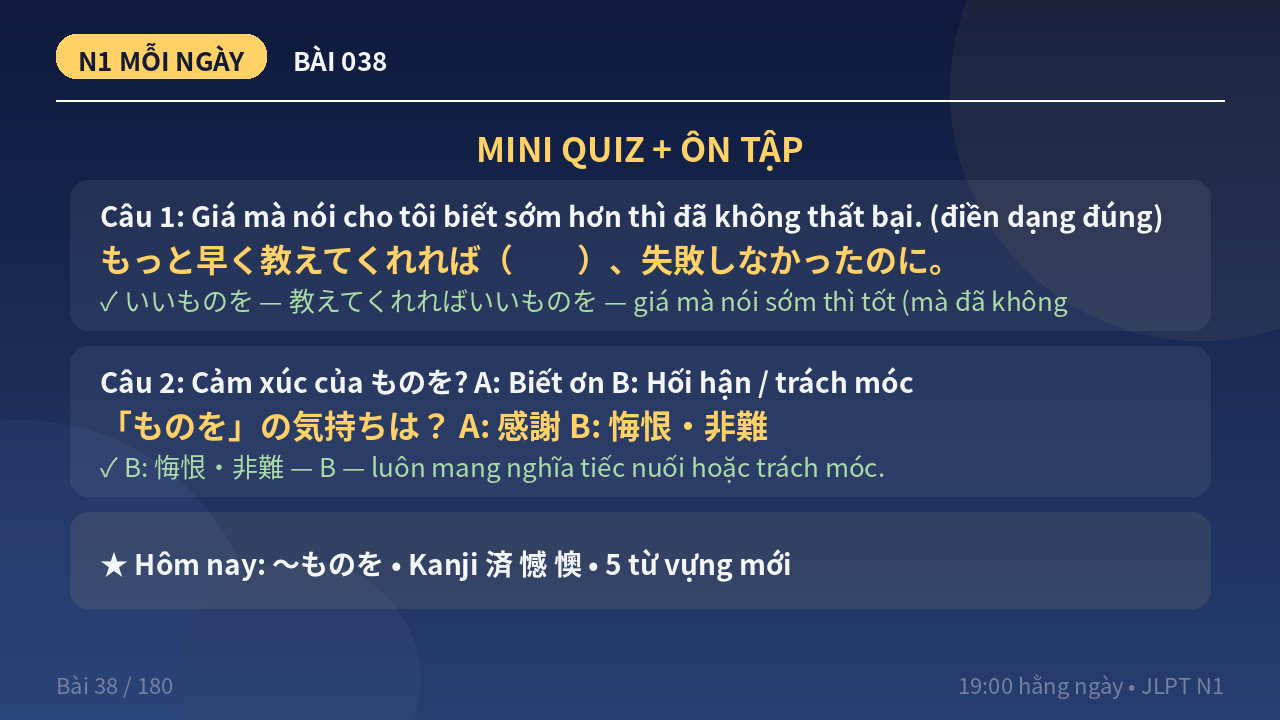 N1 MỖI NGÀY BÀI 038
MINI QUIZ + ÔN TẬP
Câu 1: Giá mà nói cho tôi biết sớm hơn thì đã không thất bại. (điền dạng đúng)
もっと早く教えてくれれば（　　）、失敗しなかったのに。
✓ いいものを — 教えてくれればいいものを — giá mà nói sớm thì tốt (mà đã không
Câu 2: Cảm xúc của ものを? A: Biết ơn B: Hối hận / trách móc
「ものを」の気持ちは？ A: 感謝 B: 悔恨・非難
✓ B: 悔恨・非難 — B — luôn mang nghĩa tiếc nuối hoặc trách móc.
★ Hôm nay: 〜ものを • Kanji 済 憾 懊 • 5 từ vựng mới
Bài 38 / 180
19:00 hằng ngày • JLPT N1